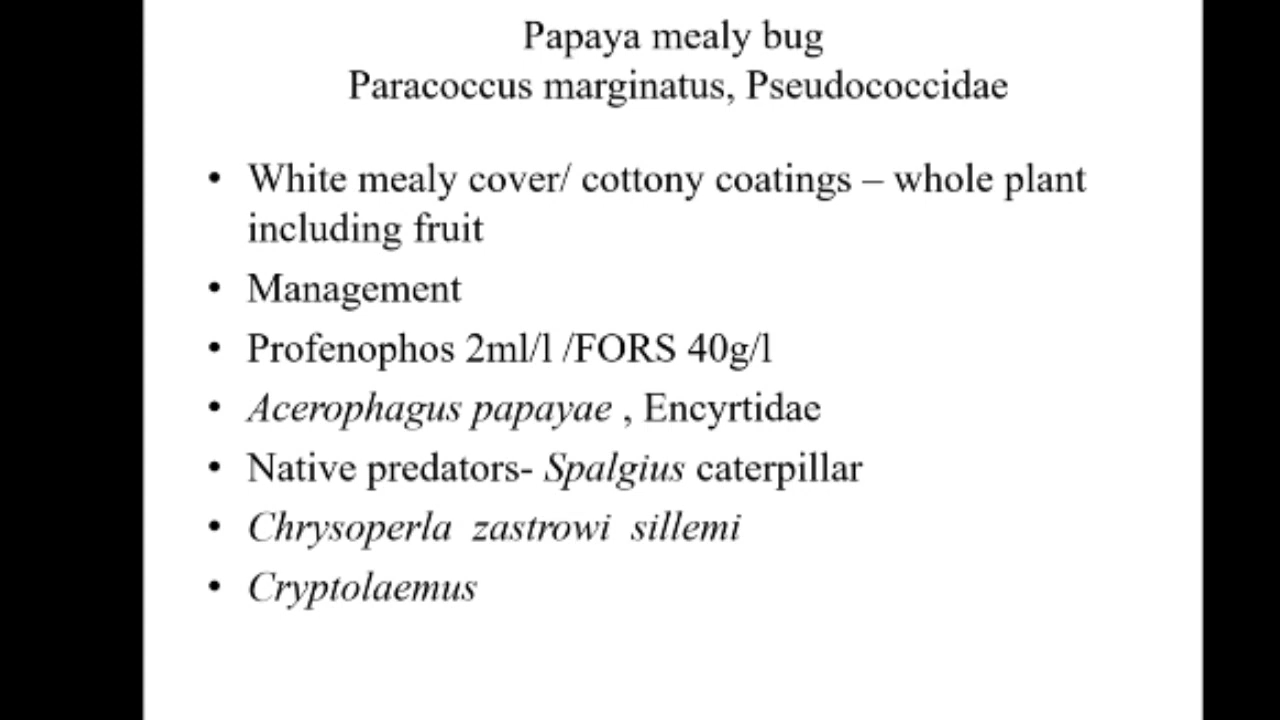 Papaya mealy bug
Paracoccus marginatus, Pseudococcidae
• White mealy cover/ cottony coatings – whole plant
including fruit
• Management
• Profenophos 2ml/l /FORS 40g/l
• Acerophagus papayae , Encyrtidae
• Native predators- Spalgius caterpillar
• Chrysoperla zastrowi sillemi
• Cryptolaemus